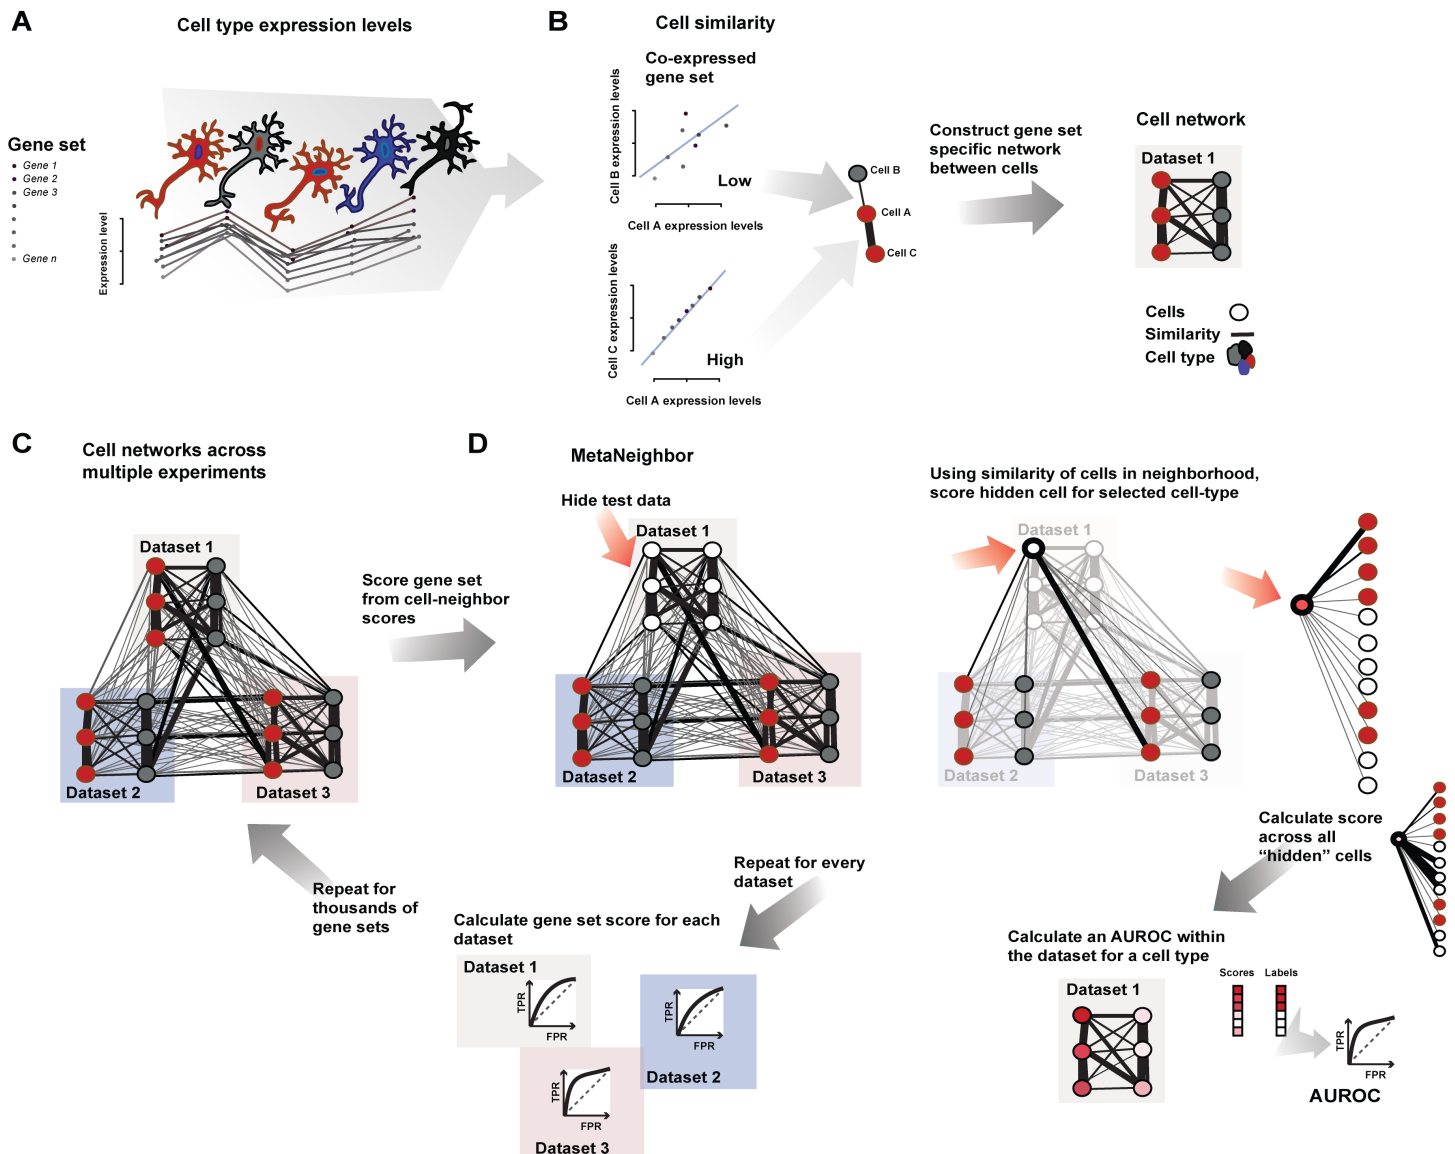 A
Cell type expression levels
Gene set
Gene 1
Gene 2
Gene 3
Gene n
Expression level
B
Cell similarity
Co-expressed
gene set
Cell B expression levels
Low
Cell A expression levels
Cell C expression levels
High
Cell A expression levels
Cell B
Cell A
Cell C
Construct gene set
specific network
between cells
Cell network
Dataset 1
Cells
Similarity
Cell type
C
Cell networks across
multiple experiments
Dataset 1
Dataset 2
Dataset 3
Score gene set
from cell-neighbor
scores
Repeat for
thousands of
gene sets
D
MetaNeighbor
Hide test data
Dataset 1
Dataset 2
Dataset 3
Using similarity of cells in neighborhood,
score hidden cell for selected cell-type
Dataset 1
Dataset 2
Dataset 3
Calculate score
across all
“hidden” cells
Calculate an AUROC within
the dataset for a cell type
Dataset 1
Scores
Labels
TPR
FPR
AUROC
Repeat for every
dataset
Calculate gene set score for each
dataset
Dataset 1
TPR
FPR
TPR
FPR
Dataset 2
TPR
FPR
Dataset 3